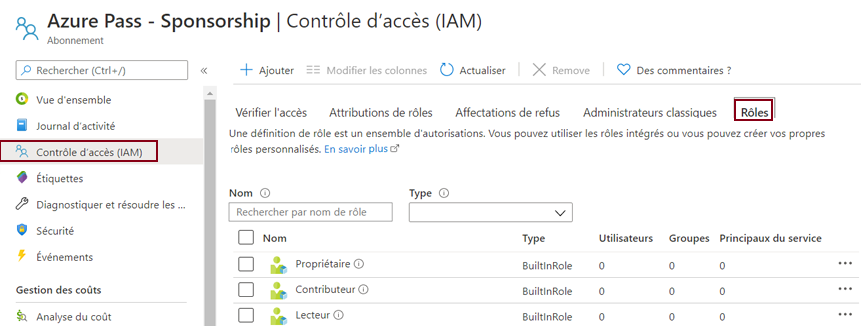 Azure Pass - Sponsorship | Contrôle d'accès (IAM)
Abonnement
Rechercher (Ctrl+/)
«
Vue d'ensemble
Journal d'activité
Contrôle d'accès (IAM)
Étiquettes
Diagnostiquer et résoudre les ...
Sécurité
Événements
Gestion des coûts
Analyse du coût
Ajouter
Modifier les colonnes
Actualiser
Remove
Des commentaires ?
Vérifier l'accès
Attributions de rôles
Affectations de refus
Administrateurs classiques
Rôles
Une définition de rôle est un ensemble d'autorisations. Vous pouvez utiliser les rôles intégrés ou vous pouvez créer vos propres
rôles personnalisés. En savoir plus
Nom
Type
Rechercher par nom de rôle
Nom Type Utilisateurs Groupes Principaux du service
Propriétaire BuiltInRole 0 0 0 ...
Contributeur BuiltInRole 0 0 0 ...
Lecteur BuiltInRole 0 0 0 ...